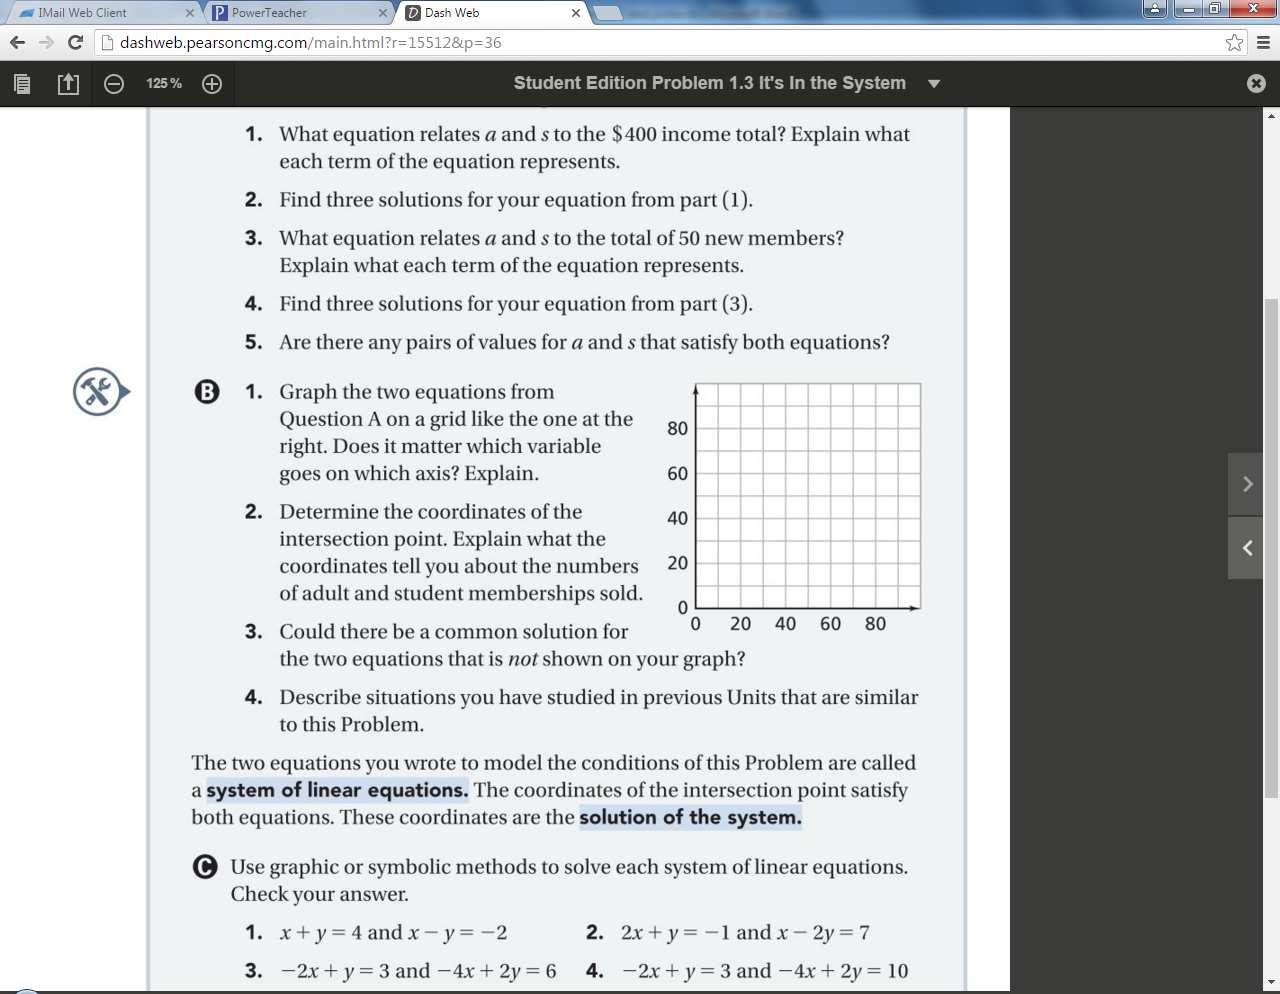 IMail Web Client
PowerTeacher
Dash Web
dashweb.pearsoncmg.com/main.html?r=15512&p=36
125 %
Student Edition Problem 1.3 It's In the System
1. What equation relates a and s to the $400 income total? Explain what
each term of the equation represents.
2. Find three solutions for your equation from part (1).
3. What equation relates a and s to the total of 50 new members?
Explain what each term of the equation represents.
4. Find three solutions for your equation from part (3).
5. Are there any pairs of values for a and s that satisfy both equations?
B 1. Graph the two equations from
Question A on a grid like the one at the
right. Does it matter which variable
goes on which axis? Explain.
2. Determine the coordinates of the
intersection point. Explain what the
coordinates tell you about the numbers
of adult and student memberships sold.
80
60
40
20
0
0 20 40 60 80
3. Could there be a common solution for
the two equations that is not shown on your graph?
4. Describe situations you have studied in previous Units that are similar
to this Problem.
The two equations you wrote to model the conditions of this Problem are called
a system of linear equations. The coordinates of the intersection point satisfy
both equations. These coordinates are the solution of the system.
C Use graphic or symbolic methods to solve each system of linear equations.
Check your answer.
1. x + y = 4 and x − y = −2 2. 2x + y = −1 and x − 2y = 7
3. −2x + y = 3 and −4x + 2y = 6 4. −2x + y = 3 and −4x + 2y = 10